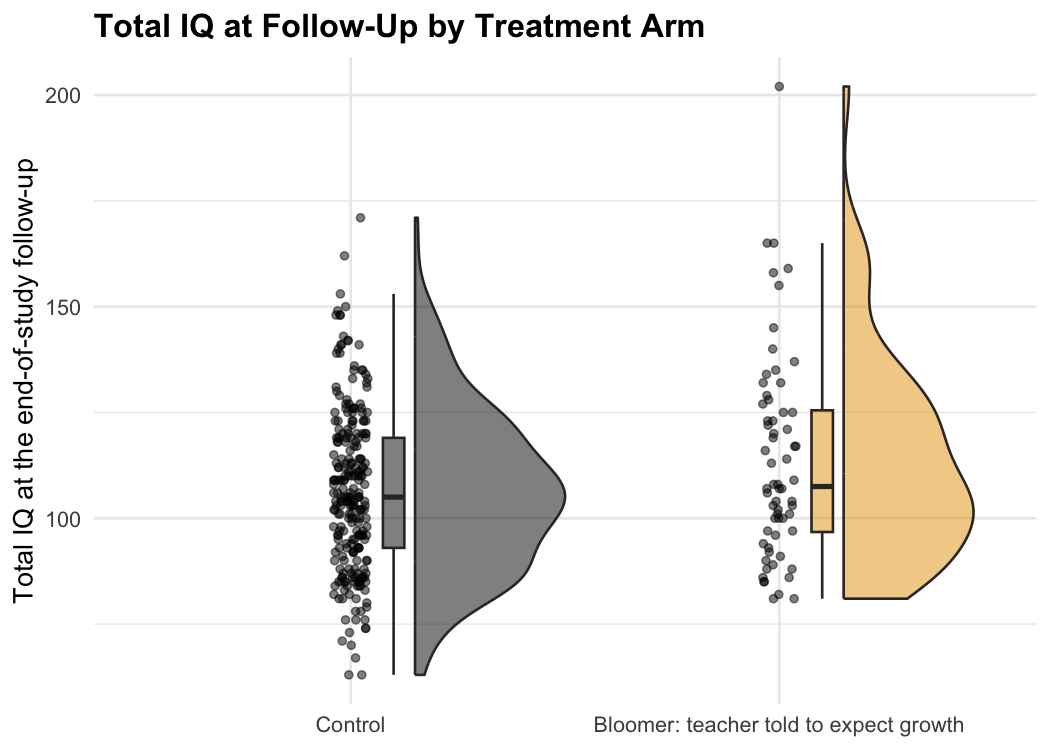 Total IQ at Follow-Up by Treatment Arm
Total IQ at the end-of-study follow-up
200
150
100
Control
Bloomer: teacher told to expect growth